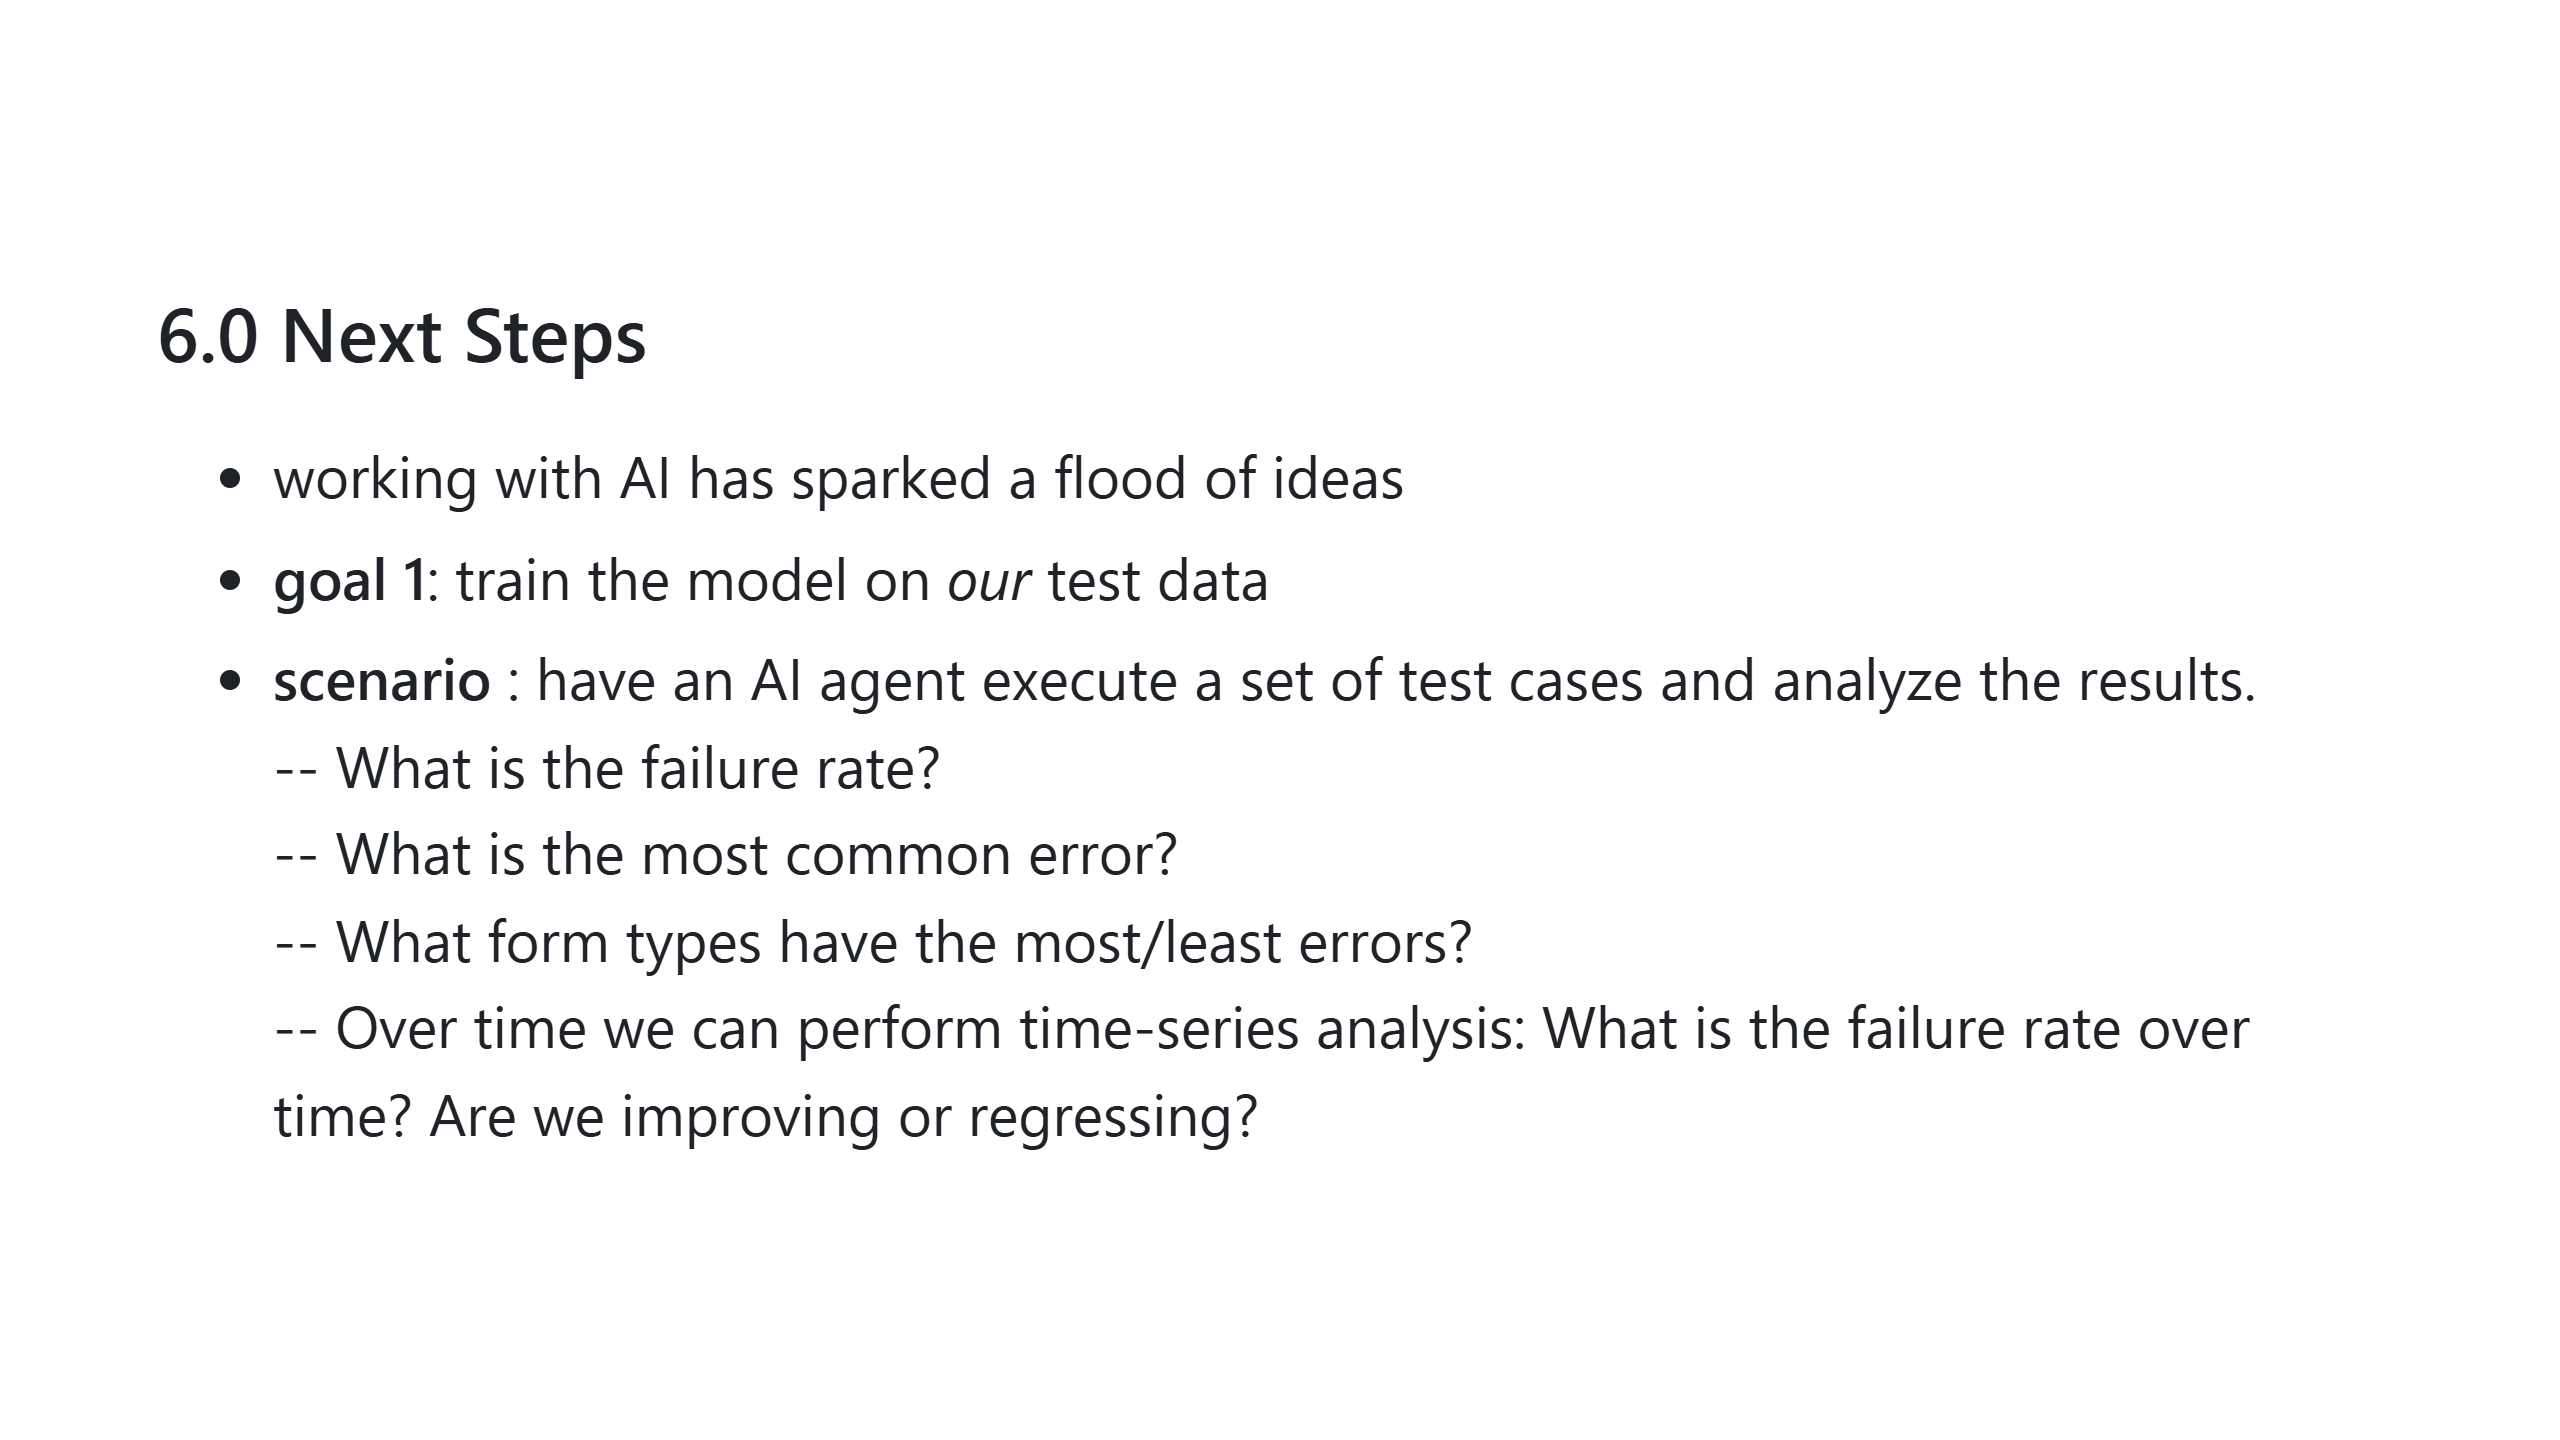 6.0 Next Steps
• working with AI has sparked a flood of ideas
• goal 1: train the model on our test data
• scenario : have an AI agent execute a set of test cases and analyze the results.
-- What is the failure rate?
-- What is the most common error?
-- What form types have the most/least errors?
-- Over time we can perform time-series analysis: What is the failure rate over
time? Are we improving or regressing?